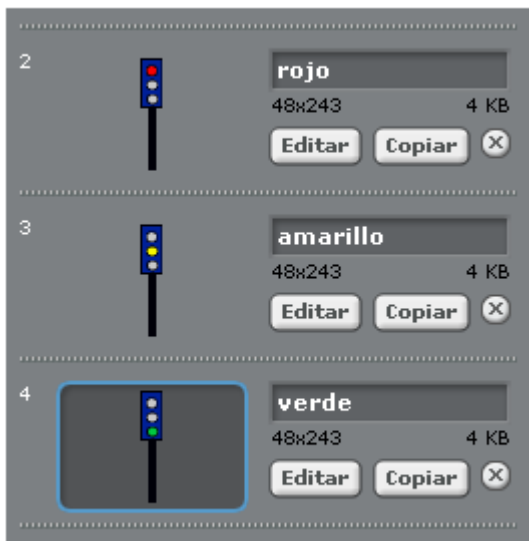 2
rojo
48x243 4 KB
Editar Copiar
3
amarillo
48x243 4 KB
Editar Copiar
4
verde
48x243 4 KB
Editar Copiar